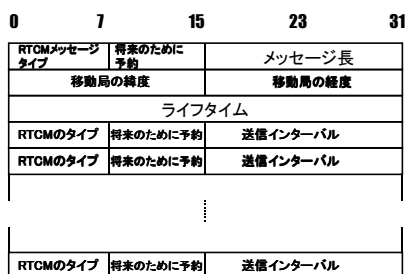 0 7 15 23 31
RTCMメッセージ 将来のために メッセージ長
タイプ 予約
移動局の緯度 移動局の経度
ライフタイム
RTCMのタイプ 将来のために予約 送信インターバル
RTCMのタイプ 将来のために予約 送信インターバル
RTCMのタイプ 将来のために予約 送信インターバル